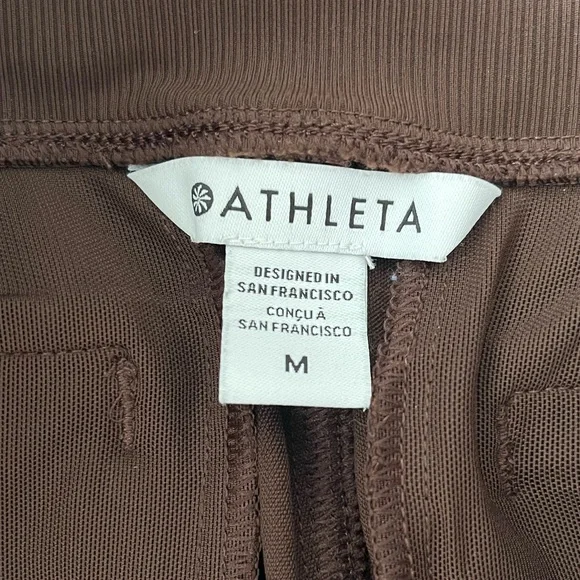 ATHLETA
DESIGNED IN
SAN FRANCISCO
CONÇU À
SAN FRANCISCO
M